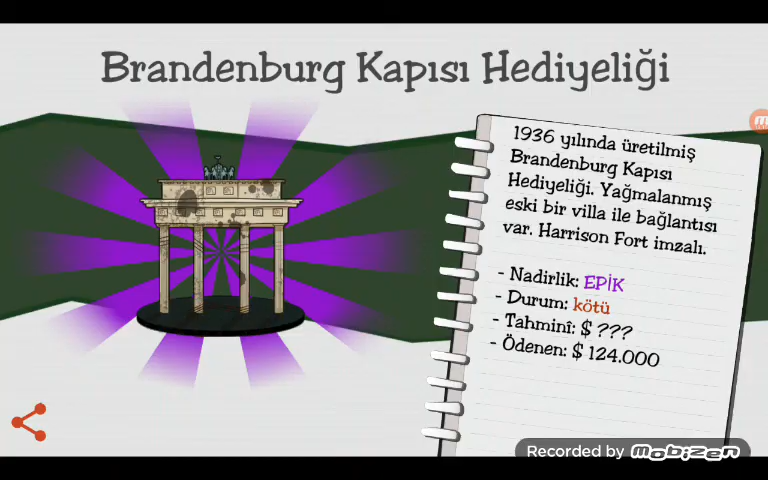 Brandenburg Kapısı Hediyeliği
1936 yılında üretilmiş
Brandenburg Kapısı
Hediyeliği. Yağmalanmış
eski bir villa ile bağlantısı
var. Harrison Fort imzalı.
- Nadirlik: EPİK
- Durum: kötü
- Tahminî: $ ???
- Ödenen: $ 124.000
Recorded by mobizen